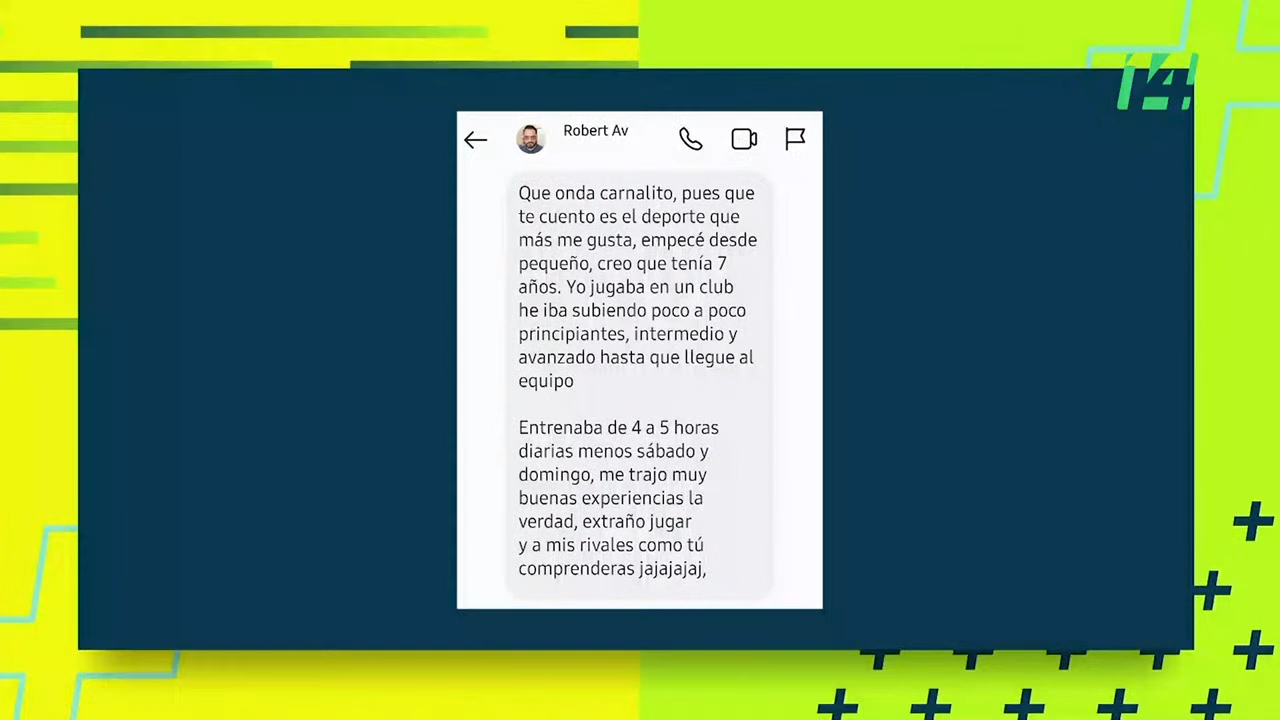 14
Robert Av
Que onda carnalito, pues que
te cuento es el deporte que
más me gusta, empecé desde
pequeño, creo que tenía 7
años. Yo jugaba en un club
he iba subiendo poco a poco
principiantes, intermedio y
avanzado hasta que llegue al
equipo
Entrenaba de 4 a 5 horas
diarias menos sábado y
domingo, me trajo muy
buenas experiencias la
verdad, extraño jugar
y a mis rivales como tú
comprenderas jajajajaj,